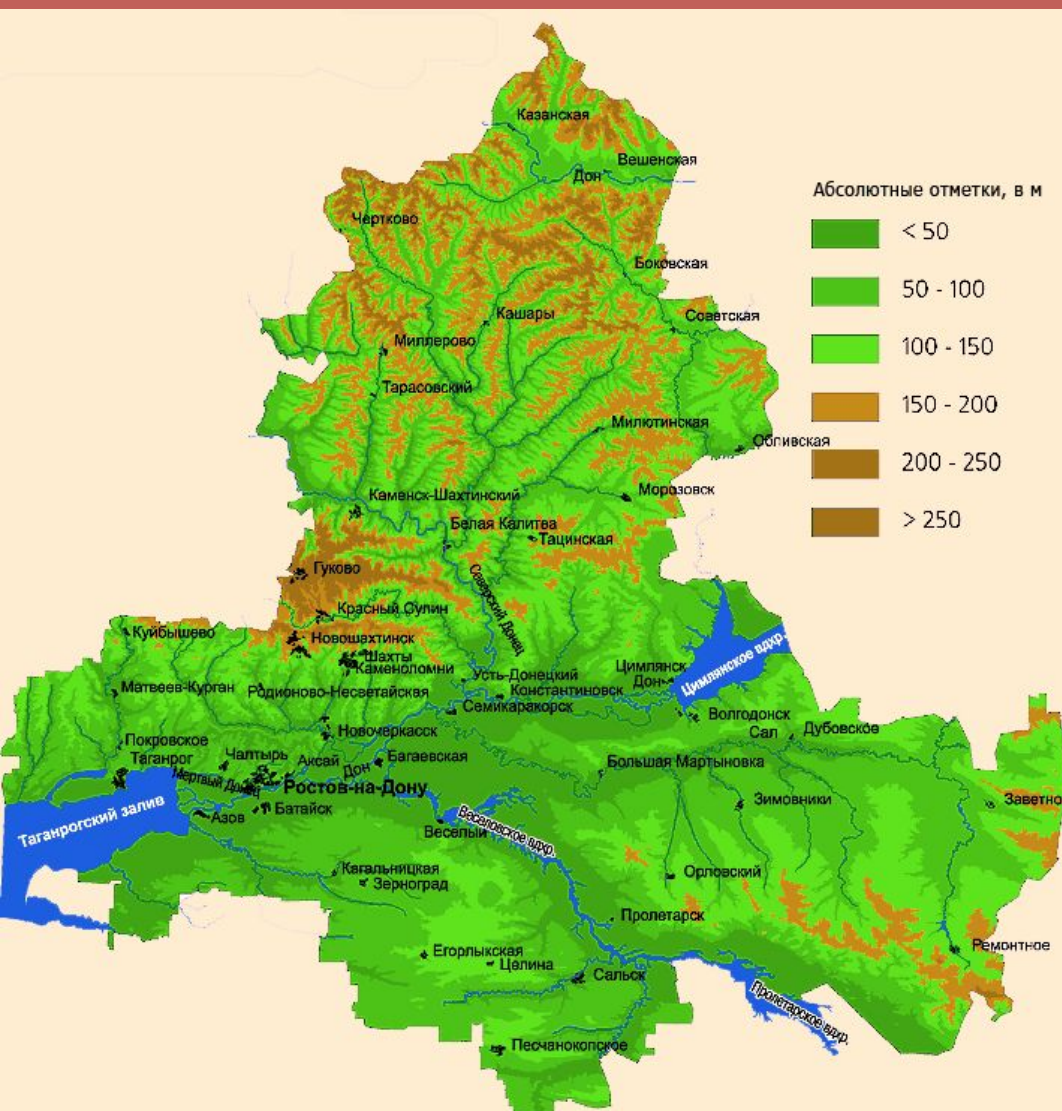 Казанская
Вешенская
Дон
Абсолютные отметки, в м
< 50
50 - 100
100 - 150
150 - 200
200 - 250
> 250
Чертково
Боковская
Кашары
Советская
Миллерово
Тарасовский
Милютинская
Обливская
Каменск-Шахтинский
Морозовск
Белая Калитва
Тацинская
Северский Донец
Гуково
Красный Сулин
Куйбышево
Новошахтинск
Шахты
Каменоломни
Матвеев-Курган
Родионово-Несветайская
Усть-Донецкий
Константиновск
Семикаракорск
Цимлянск
Дон
Цимлянское вдхр.
Волгодонск
Сал
Дубовское
Покровское
Таганрог
Чалтырь
Новочеркасск
Аксай
Дон
Багаевская
Большая Мартыновка
Мертвый Донец
Ростов-на-Дону
Зимовники
Заветно
Таганрогский залив
Азов
Батайск
Веселый
Веселовское вдхр.
Кагальницкая
Зерноград
Орловский
Пролетарск
Егорлыкская
Целина
Сальск
Ремонтное
Пролетарское вдхр.
Песчанокопское